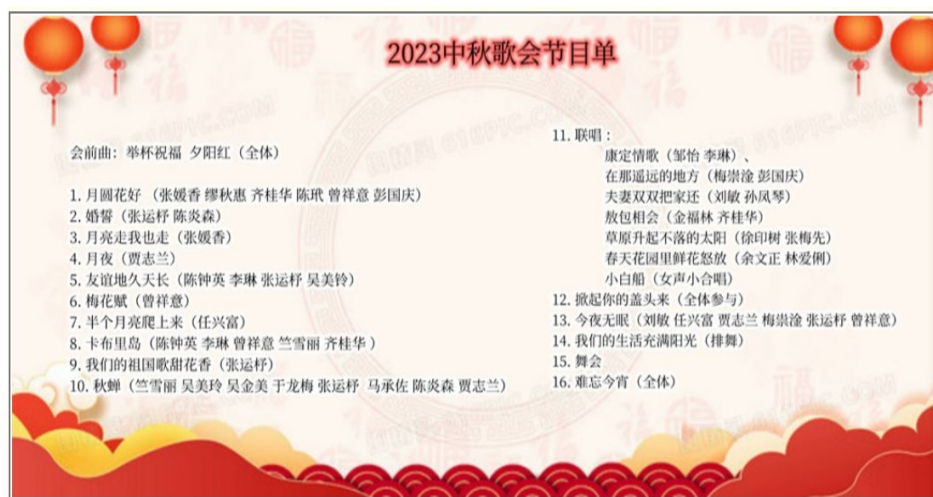 2023中秋歌会节目单
会前曲：举杯祝福 夕阳红（全体）
1. 月圆花好 （张媛香 缪秋惠 齐桂华 陈玳 曾祥意 彭国庆）
2. 婚誓（张运杼 陈炎森）
3. 月亮走我也走（张媛香）
4. 月夜（贾志兰）
5. 友谊地久天长（陈钟英 李琳 张运杼 吴美铃）
6. 梅花赋（曾祥意）
7. 半个月亮爬上来（任兴富）
8. 卡布里岛（陈钟英 李琳 曾祥意 竺雪丽 齐桂华 ）
9. 我们的祖国歌甜花香（张运杼）
10. 秋蝉（竺雪丽 吴美玲 吴金美 于龙梅 张运杼 马承佐 陈炎森 贾志兰）
11. 联唱：
康定情歌（邹怡 李琳）、
在那遥远的地方（梅崇淦 彭国庆）
夫妻双双把家还（刘敏 孙凤琴）
敖包相会（金福林 齐桂华）
草原升起不落的太阳（徐印树 张梅先）
春天花园里鲜花怒放（余文正 林爱俐）
小白船（女声小合唱）
12. 掀起你的盖头来（全体参与）
13. 今夜无眠（刘敏 任兴富 贾志兰 梅崇淦 张运杼 曾祥意）
14. 我们的生活充满阳光（排舞）
15. 舞会
16. 难忘今宵（全体）